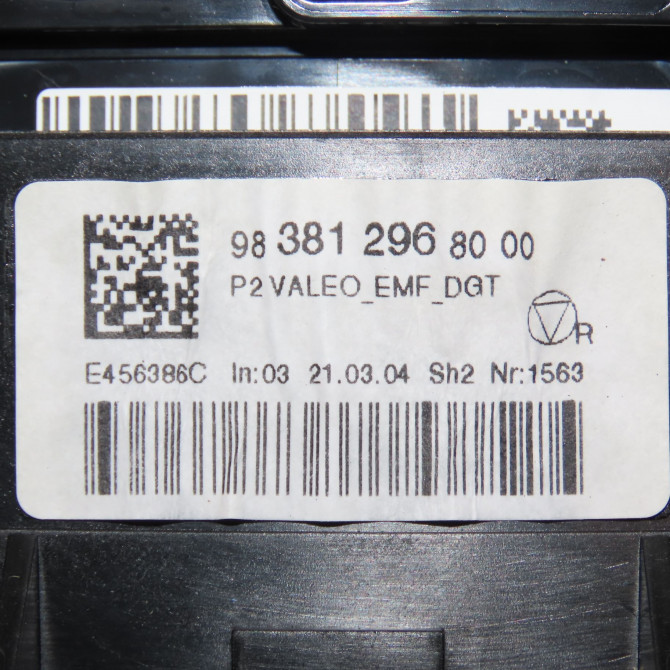 98 381 296 80 00
P2 VALEO_EMF_DGT
R
E456386C In:03 21.03.04 Sh2 Nr:1563